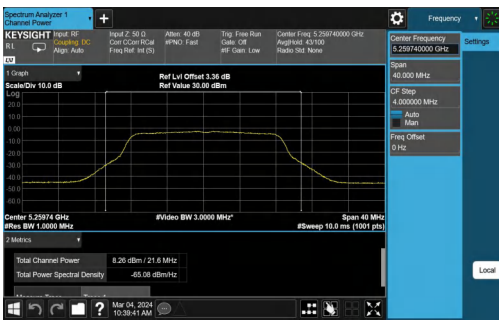 Spectrum Analyzer 1
Channel Power
+
Frequency
KEYSIGHT
Input: RF
Input Z: 50 Ω
Atten: 40 dB
Trig: Free Run
Center Freq: 5.259740000 GHz
RL
Coupling: DC
Corr CCorr RCal
#PNO: Fast
Gate: Off
Avg|Hold: 43/100
Align: Auto
Freq Ref: Int (S)
#IF Gain: Low
Radio Std: None
Center Frequency
5.259740000 GHz
Settings
Span
40.000 MHz
CF Step
4.000000 MHz
Auto
Man
Freq Offset
0 Hz
Local
1 Graph
Ref Lvl Offset 3.36 dB
Scale/Div 10.0 dB
Ref Value 30.00 dBm
Log
20.0
10.0
0.00
-10.0
-20.0
-30.0
-40.0
-50.0
-60.0
Center 5.25974 GHz
#Video BW 3.0000 MHz*
Span 40 MHz
#Res BW 1.0000 MHz
#Sweep 10.0 ms (1001 pts)
2 Metrics
Total Channel Power
8.26 dBm / 21.6 MHz
Total Power Spectral Density
-65.08 dBm/Hz
?
Mar 04, 2024
10:39:41 AM